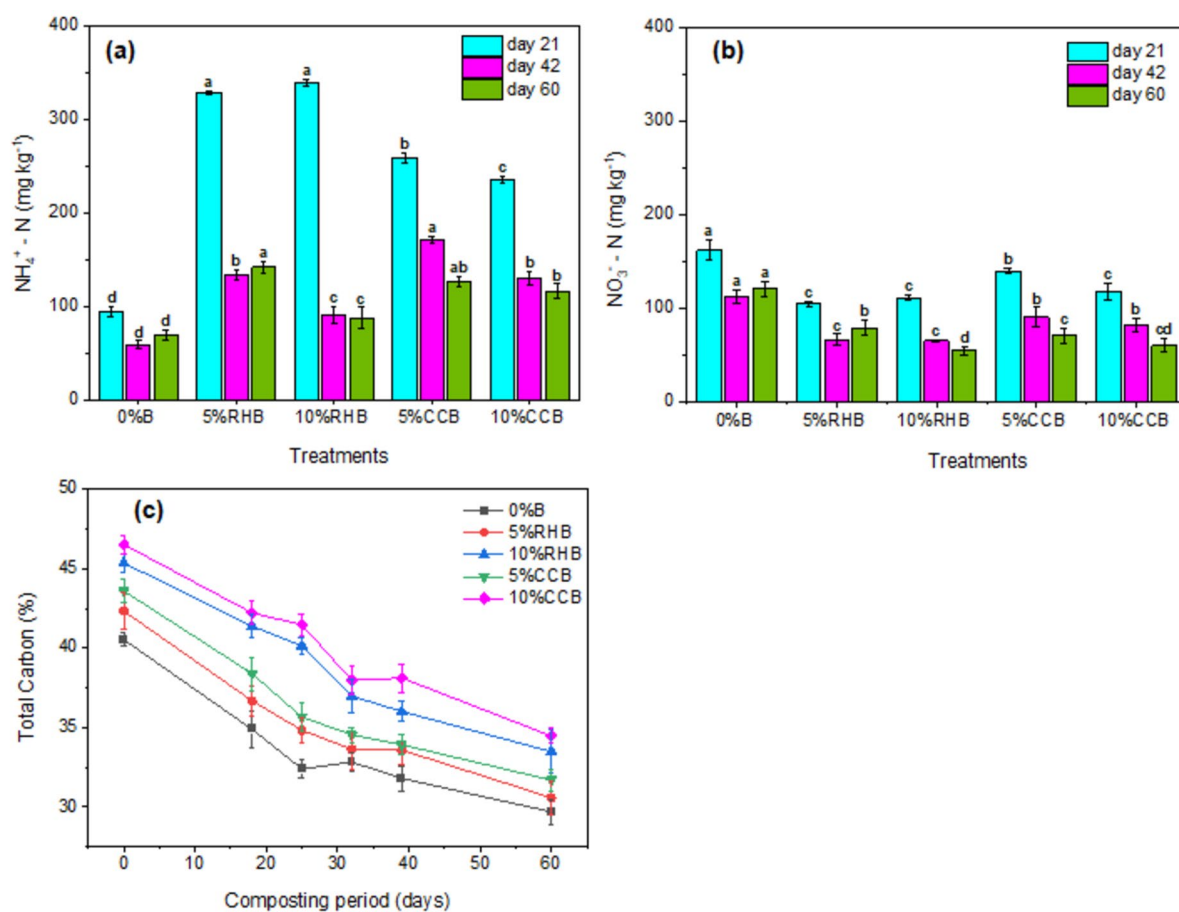 (a)
day 21
day 42
day 60
400
300
200
100
0
NH₄⁺ - N (mg kg⁻¹)
a
a
b
c
d
d
d
b
a
c
c
a
ab
b
b
0%B
5%RHB
10%RHB
5%CCB
10%CCB
Treatments
(b)
day 21
day 42
day 60
400
300
200
100
0
NO₃⁻ - N (mg kg⁻¹)
a
a
a
c
c
b
c
c
d
b
b
c
c
b
cd
0%B
5%RHB
10%RHB
5%CCB
10%CCB
Treatments
(c)
0%B
5%RHB
10%RHB
5%CCB
10%CCB
50
45
40
35
30
Total Carbon (%)
0
10
20
30
40
50
60
Composting period (days)